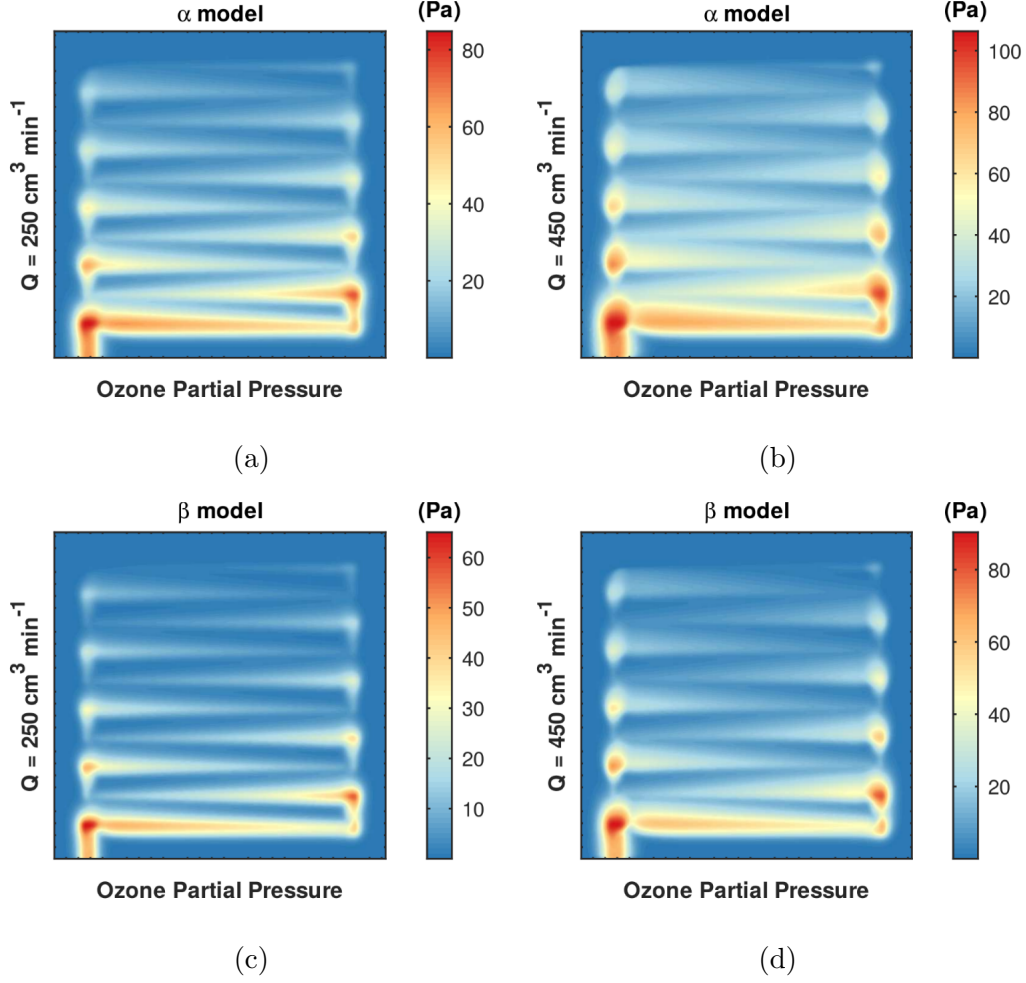 α model
(Pa)
Q = 250 cm³ min⁻¹
80
60
40
20
Ozone Partial Pressure
(a)
α model
(Pa)
Q = 450 cm³ min⁻¹
100
80
60
40
20
Ozone Partial Pressure
(b)
β model
(Pa)
Q = 250 cm³ min⁻¹
60
50
40
30
20
10
Ozone Partial Pressure
(c)
β model
(Pa)
Q = 450 cm³ min⁻¹
80
60
40
20
Ozone Partial Pressure
(d)